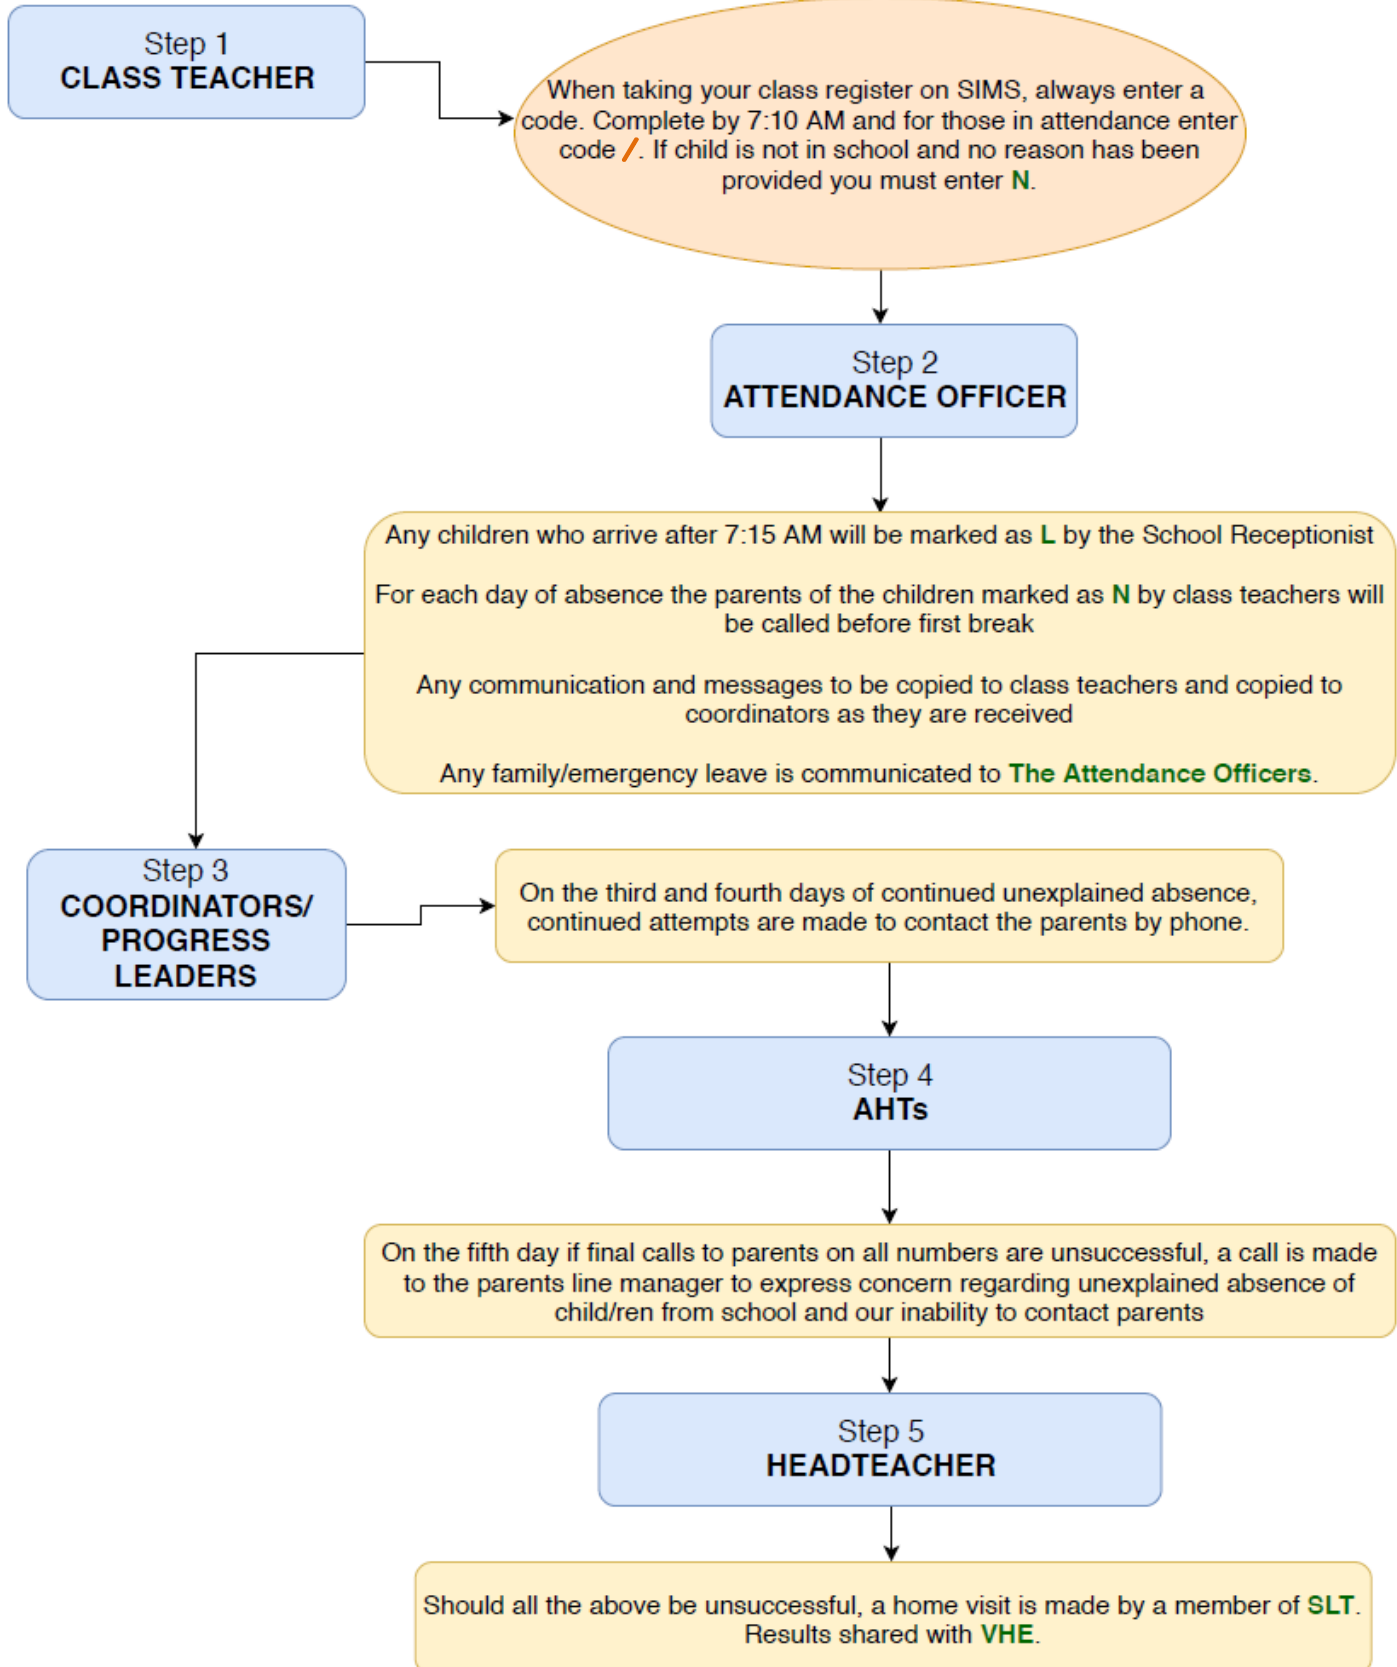 Step 1
CLASS TEACHER
When taking your class register on SIMS, always enter a
code. Complete by 7:10 AM and for those in attendance enter
code /. If child is not in school and no reason has been
provided you must enter N.
Step 2
ATTENDANCE OFFICER
Any children who arrive after 7:15 AM will be marked as L by the School Receptionist
For each day of absence the parents of the children marked as N by class teachers will
be called before first break
Any communication and messages to be copied to class teachers and copied to
coordinators as they are received
Any family/emergency leave is communicated to The Attendance Officers.
Step 3
COORDINATORS/
PROGRESS
LEADERS
On the third and fourth days of continued unexplained absence,
continued attempts are made to contact the parents by phone.
Step 4
AHTs
On the fifth day if final calls to parents on all numbers are unsuccessful, a call is made
to the parents line manager to express concern regarding unexplained absence of
child/ren from school and our inability to contact parents
Step 5
HEADTEACHER
Should all the above be unsuccessful, a home visit is made by a member of SLT.
Results shared with VHE.